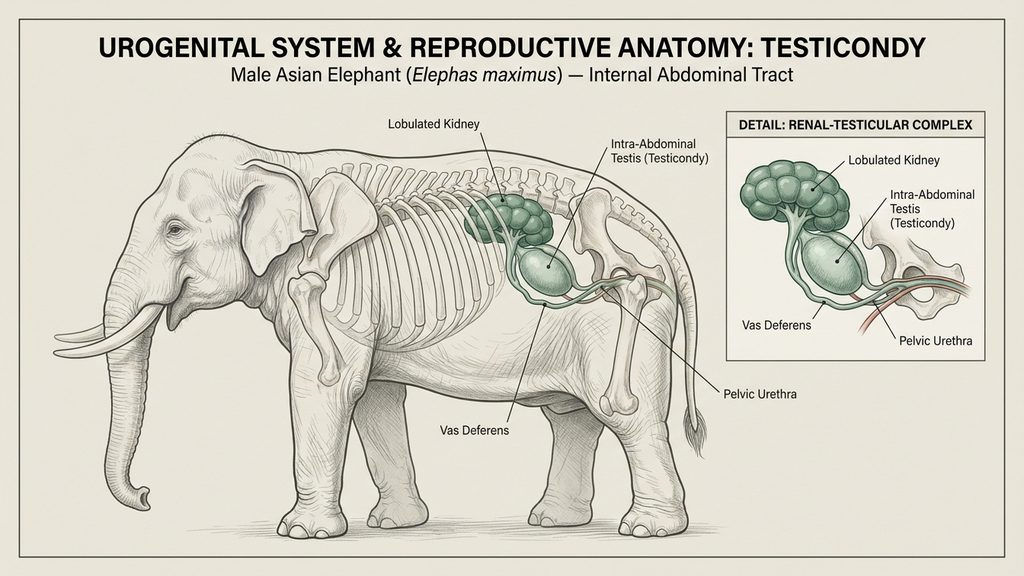 UROGENITAL SYSTEM & REPRODUCTIVE ANATOMY: TESTICONDY
Male Asian Elephant (Elephas maximus) — Internal Abdominal Tract
Lobulated Kidney
Intra-Abdominal
Testis (Testicondy)
Vas Deferens
Pelvic Urethra
DETAIL: RENAL-TESTICULAR COMPLEX
Lobulated Kidney
Intra-Abdominal
Testis
(Testicondy)
Vas Deferens
Pelvic Urethra